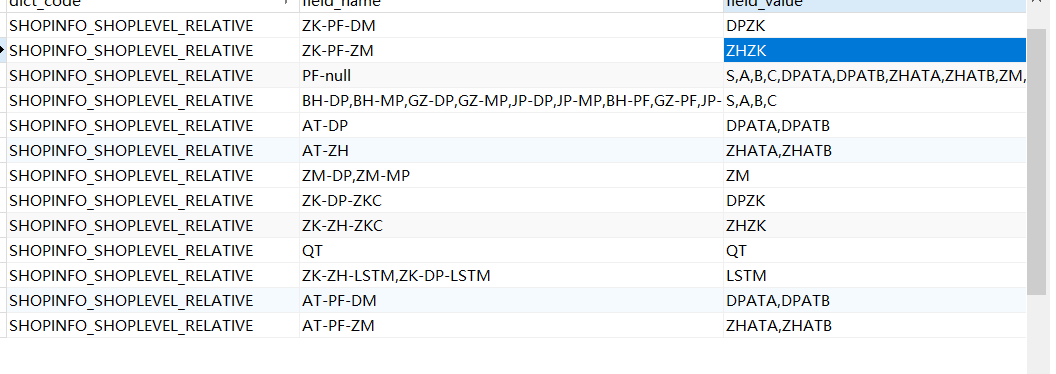 dict_code field_name field_value
SHOPINFO_SHOPLEVEL_RELATIVE ZK-PF-DM DPZK
SHOPINFO_SHOPLEVEL_RELATIVE ZK-PF-ZM ZHZK
SHOPINFO_SHOPLEVEL_RELATIVE PF-null S,A,B,C,DPATA,DPATB,ZHATA,ZHATB,ZM,
SHOPINFO_SHOPLEVEL_RELATIVE BH-DP,BH-MP,GZ-DP,GZ-MP,JP-DP,JP-MP,BH-PF,GZ-PF,JP- S,A,B,C
SHOPINFO_SHOPLEVEL_RELATIVE AT-DP DPATA,DPATB
SHOPINFO_SHOPLEVEL_RELATIVE AT-ZH ZHATA,ZHATB
SHOPINFO_SHOPLEVEL_RELATIVE ZM-DP,ZM-MP ZM
SHOPINFO_SHOPLEVEL_RELATIVE ZK-DP-ZKC DPZK
SHOPINFO_SHOPLEVEL_RELATIVE ZK-ZH-ZKC ZHZK
SHOPINFO_SHOPLEVEL_RELATIVE QT QT
SHOPINFO_SHOPLEVEL_RELATIVE ZK-ZH-LSTM,ZK-DP-LSTM LSTM
SHOPINFO_SHOPLEVEL_RELATIVE AT-PF-DM DPATA,DPATB
SHOPINFO_SHOPLEVEL_RELATIVE AT-PF-ZM ZHATA,ZHATB